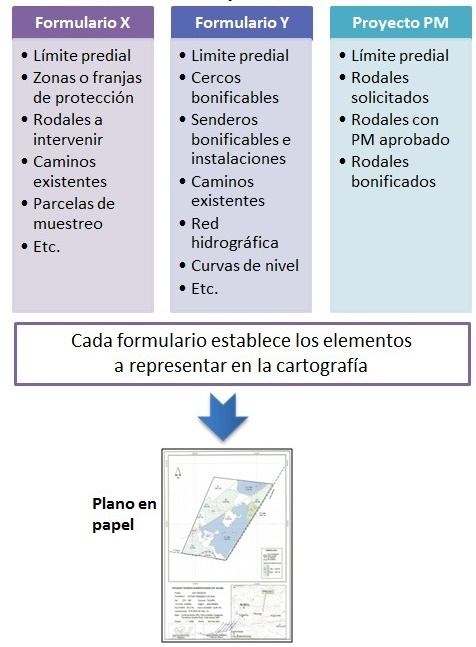 Formulario X
• Límite predial
• Zonas o franjas
de protección
• Rodales a
intervenir
• Caminos
existentes
• Parcelas de
muestreo
• Etc.
Formulario Y
• Limite predial
• Cercos
bonificables
• Senderos
bonificables e
instalaciones
• Caminos
existentes
• Red
hidrográfica
• Curvas de nivel
• Etc.
Proyecto PM
• Límite predial
• Rodales
solicitados
• Rodales con
PM aprobado
• Rodales
bonificados
Cada formulario establece los elementos
a representar en la cartografía
Plano en
papel